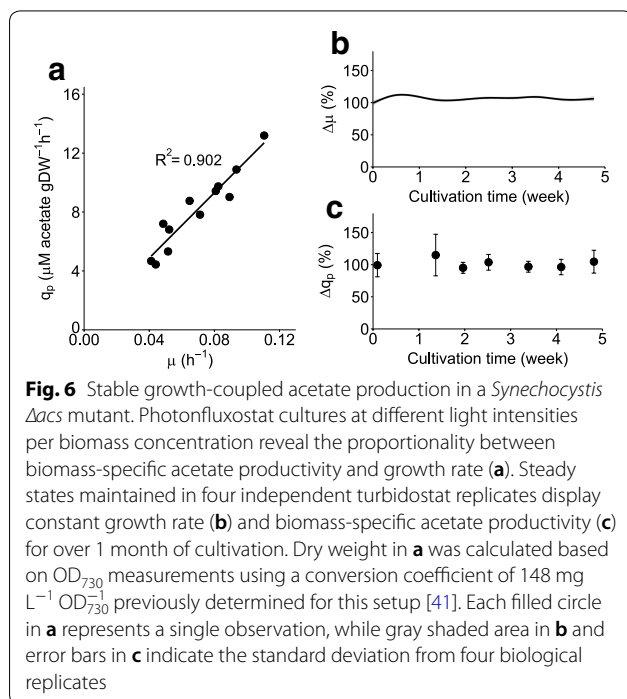 a
16
12
8
4
0
qp (µM acetate gDW−1h−1)
R2= 0.902
0.00 0.04 0.08 0.12
µ (h−1)
b
150
100
50
0
Δµ (%)
0 1 2 3 4 5
Cultivation time (week)
c
150
100
50
0
Δqp (%)
0 1 2 3 4 5
Cultivation time (week)
Fig. 6 Stable growth-coupled acetate production in a Synechocystis
Δacs mutant. Photonfluxostat cultures at different light intensities
per biomass concentration reveal the proportionality between
biomass-specific acetate productivity and growth rate (a). Steady
states maintained in four independent turbidostat replicates display
constant growth rate (b) and biomass-specific acetate productivity (c)
for over 1 month of cultivation. Dry weight in a was calculated based
on OD730 measurements using a conversion coefficient of 148 mg
L−1 OD730−1 previously determined for this setup [41]. Each filled circle
in a represents a single observation, while gray shaded area in b and
error bars in c indicate the standard deviation from four biological
replicates